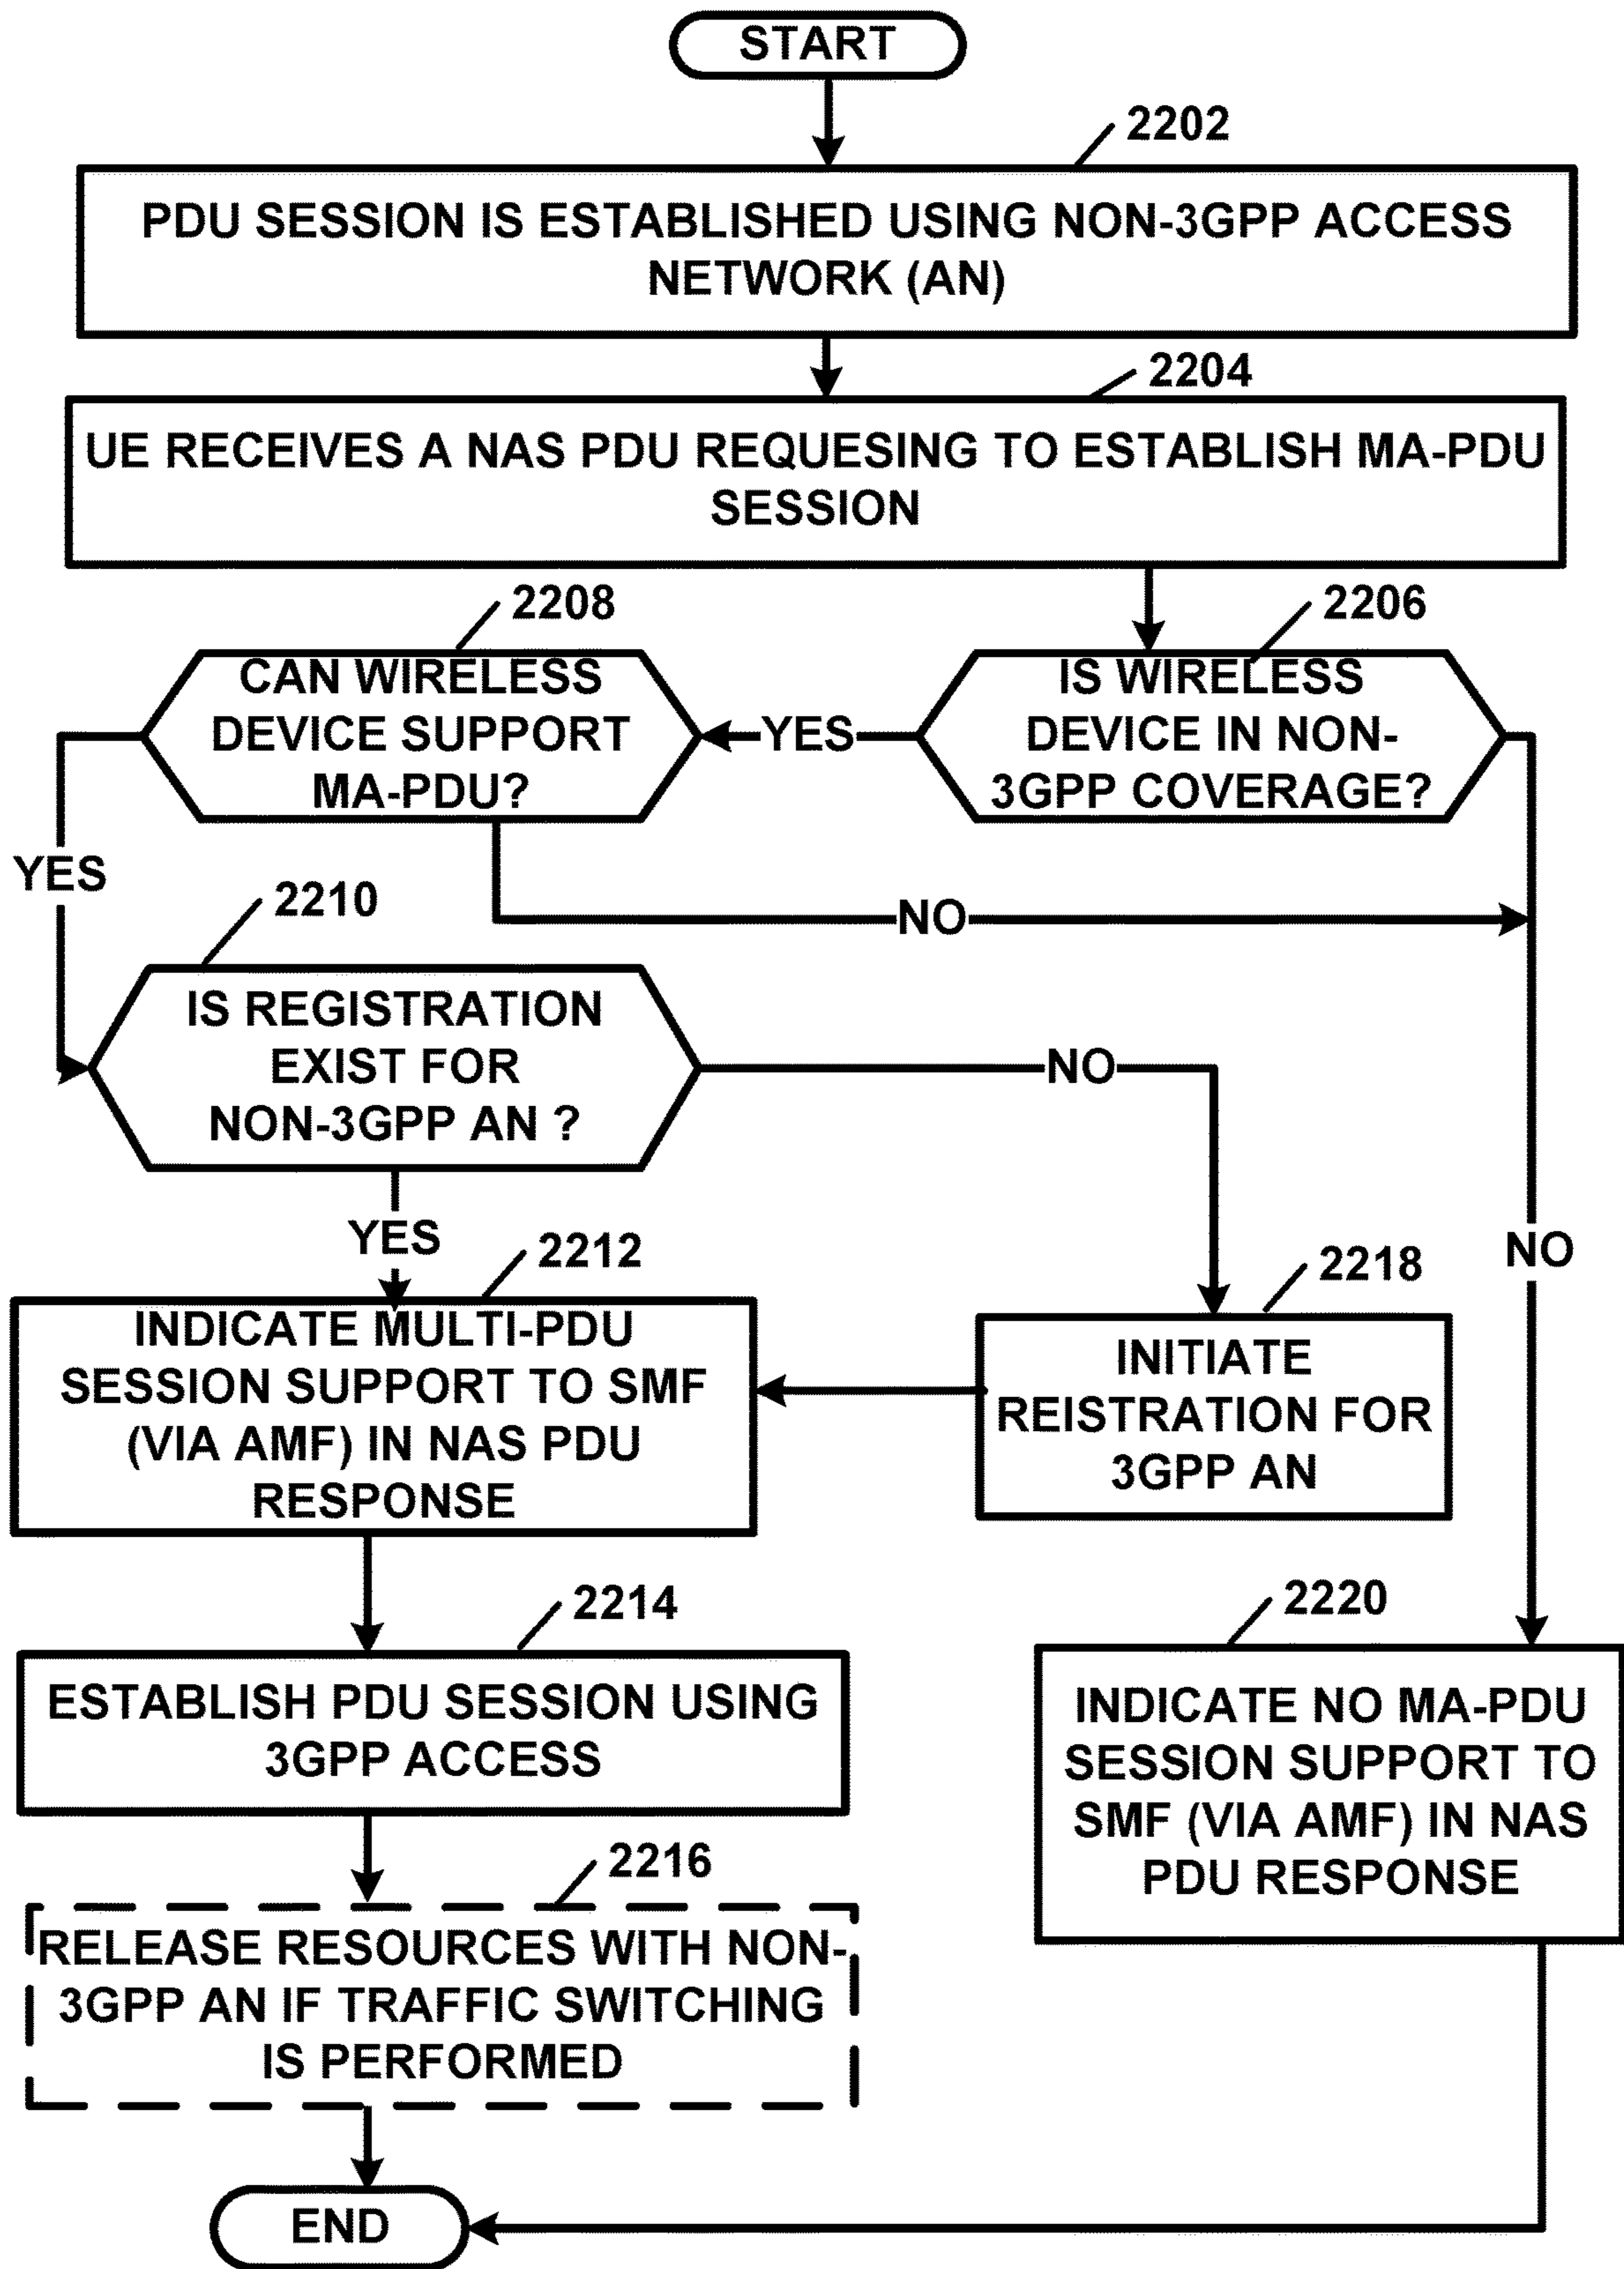 START
2202
PDU SESSION IS ESTABLISHED USING NON-3GPP ACCESS
NETWORK (AN)
2204
UE RECEIVES A NAS PDU REQUESING TO ESTABLISH MA-PDU
SESSION
2208
2206
CAN WIRELESS
DEVICE SUPPORT
MA-PDU?
YES
IS WIRELESS
DEVICE IN NON-
3GPP COVERAGE?
YES
NO
2210
IS REGISTRATION
EXIST FOR
NON-3GPP AN ?
NO
YES
NO
2212
2218
INDICATE MULTI-PDU
SESSION SUPPORT TO SMF
(VIA AMF) IN NAS PDU
RESPONSE
INITIATE
REISTRATION FOR
3GPP AN
2214
2220
ESTABLISH PDU SESSION USING
3GPP ACCESS
INDICATE NO MA-PDU
SESSION SUPPORT TO
SMF (VIA AMF) IN NAS
PDU RESPONSE
2216
RELEASE RESOURCES WITH NON-
3GPP AN IF TRAFFIC SWITCHING
IS PERFORMED
END